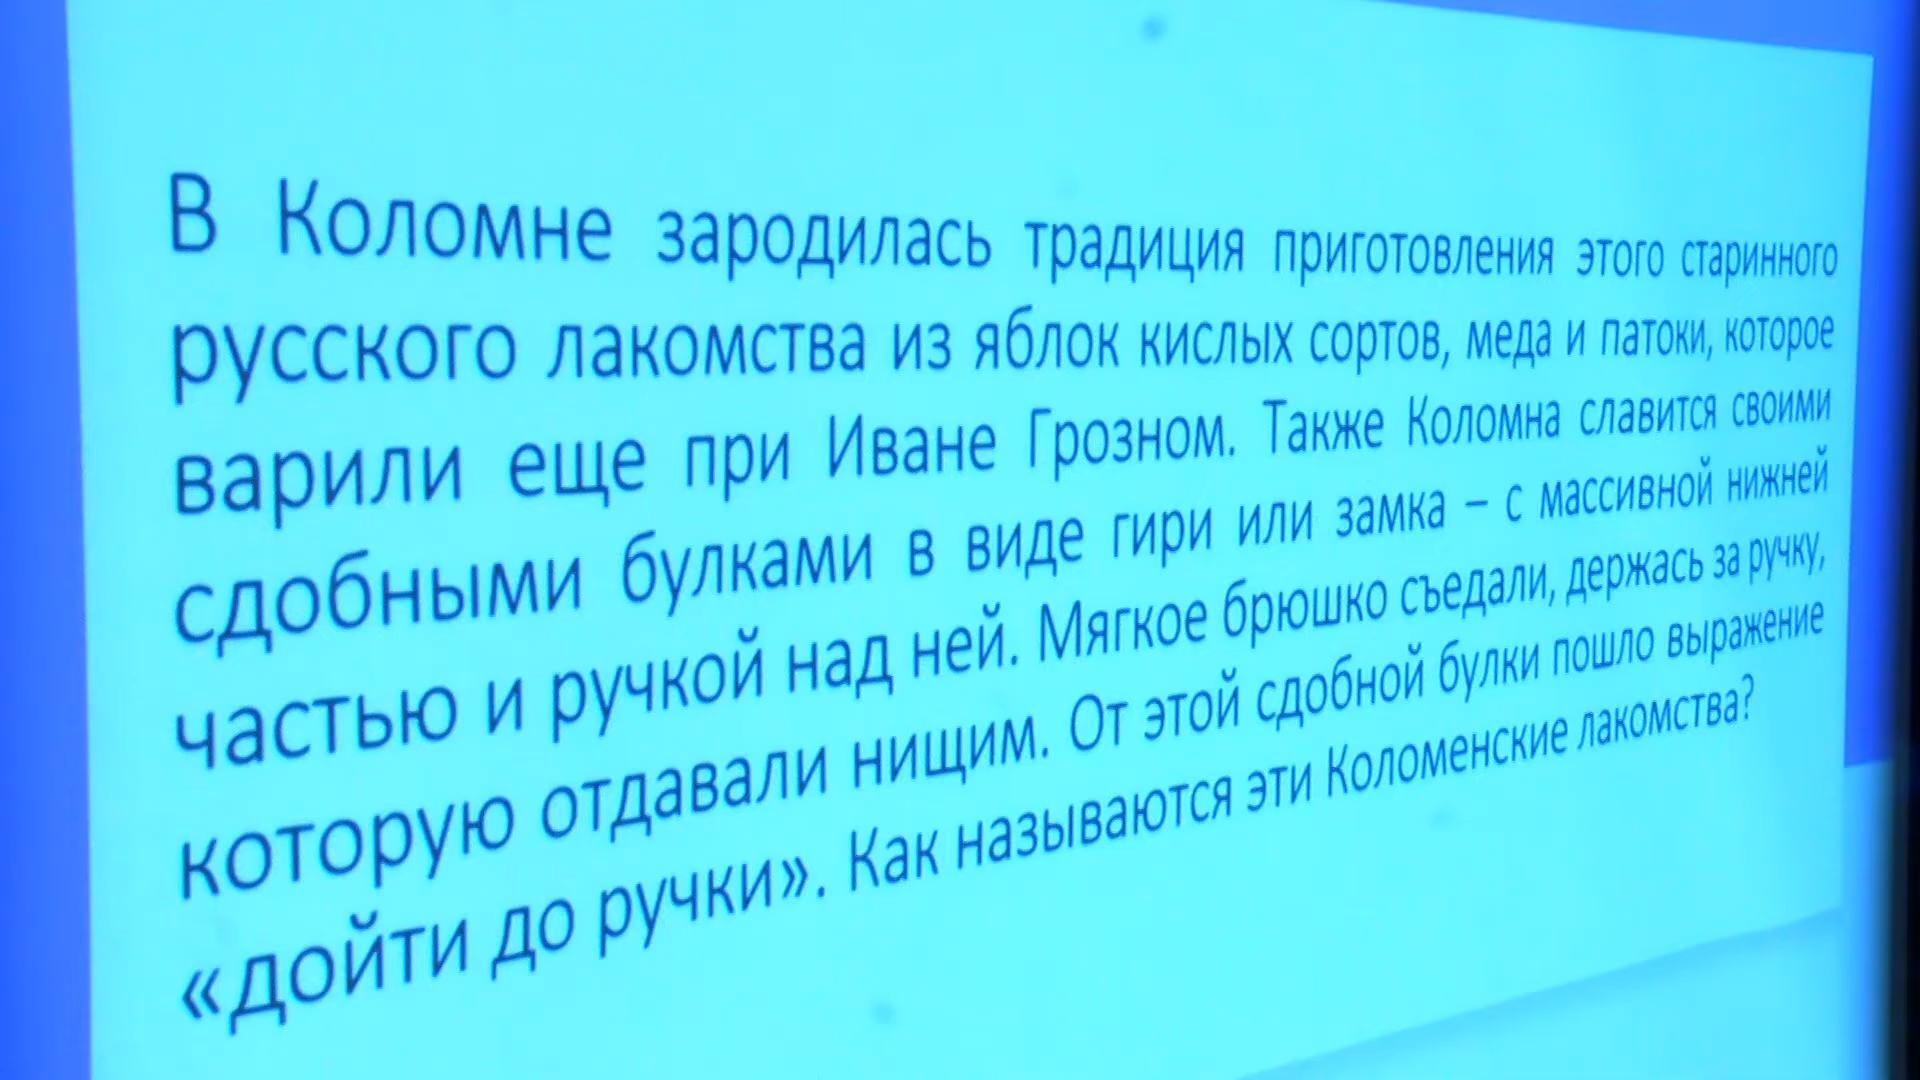 В Коломне зародилась традиция приготовления этого старинного
русского лакомства из яблок кислых сортов, меда и патоки, которое
варили еще при Иване Грозном. Также Коломна славится своими
сдобными булками в виде гири или замка – с массивной нижней
частью и ручкой над ней. Мягкое брюшко съедали, держась за ручку,
которую отдавали нищим. От этой сдобной булки пошло выражение
«дойти до ручки». Как называются эти Коломенские лакомства?